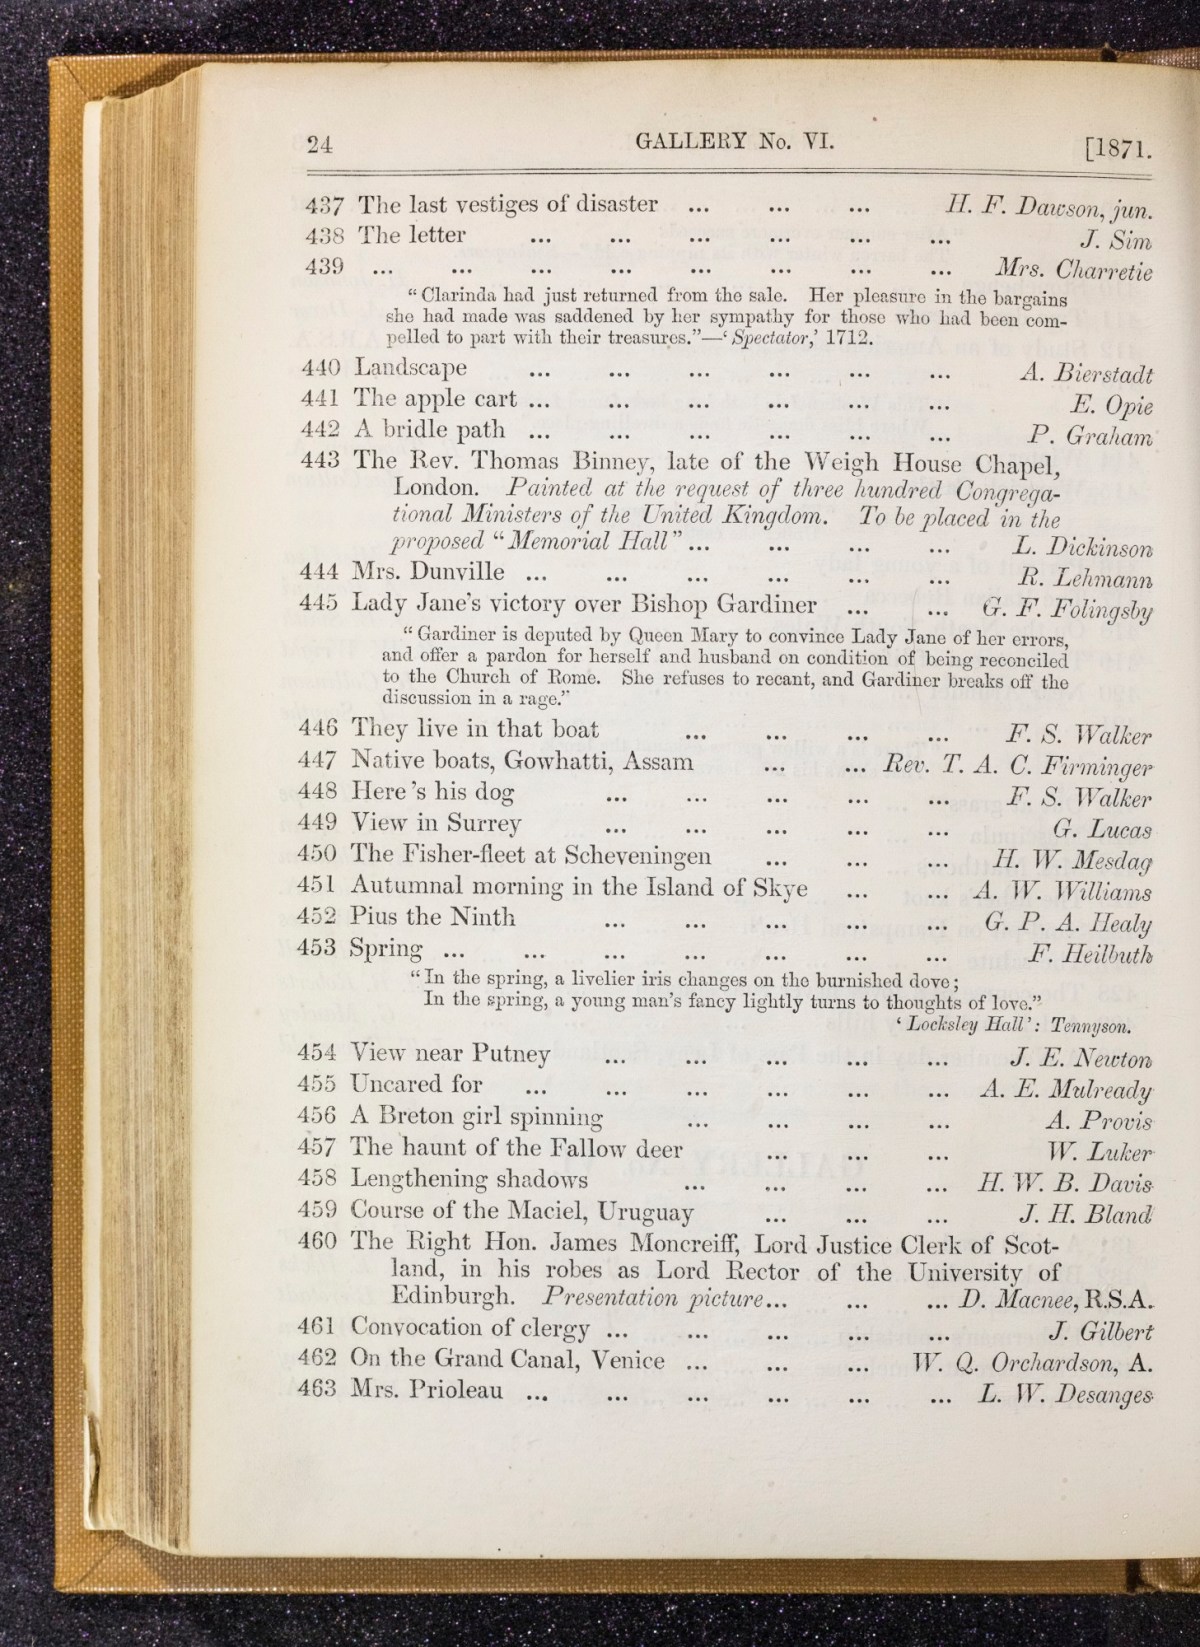 24 GALLERY No. VI. [1871.
437 The last vestiges of disaster ... ... ... H. F. Dawson, jun.
438 The letter ... ... ... ... ... ... J. Sim
439 ... ... ... ... ... ... ... ... Mrs. Charretie
"Clarinda had just returned from the sale. Her pleasure in the bargains
she had made was saddened by her sympathy for those who had been com-
pelled to part with their treasures."—'Spectator,' 1712.
440 Landscape ... ... ... ... ... ... A. Bierstadt
441 The apple cart ... ... ... ... ... ... E. Opie
442 A bridle path ... ... ... ... ... ... P. Graham
443 The Rev. Thomas Binney, late of the Weigh House Chapel,
London. Painted at the request of three hundred Congrega-
tional Ministers of the United Kingdom. To be placed in the
proposed "Memorial Hall" ... ... ... ... L. Dickinson
444 Mrs. Dunville ... ... ... ... ... ... R. Lehmann
445 Lady Jane's victory over Bishop Gardiner ... ... G. F. Folingsby
"Gardiner is deputed by Queen Mary to convince Lady Jane of her errors,
and offer a pardon for herself and husband on condition of being reconciled
to the Church of Rome. She refuses to recant, and Gardiner breaks off the
discussion in a rage."
446 They live in that boat ... ... ... ... F. S. Walker
447 Native boats, Gowhatti, Assam ... ... Rev. T. A. C. Firminger
448 Here's his dog ... ... ... ... ... F. S. Walker
449 View in Surrey ... ... ... ... ... G. Lucas
450 The Fisher-fleet at Scheveningen ... ... ... H. W. Mesdag
451 Autumnal morning in the Island of Skye ... ... A. W. Williams
452 Pius the Ninth ... ... ... ... ... G. P. A. Healy
453 Spring ... ... ... ... ... ... ... F. Heilbuth
"In the spring, a livelier iris changes on the burnished dove;
In the spring, a young man's fancy lightly turns to thoughts of love."
'Locksley Hall': Tennyson.
454 View near Putney ... ... ... ... ... J. E. Newton
455 Uncared for ... ... ... ... ... ... A. E. Mulready
456 A Breton girl spinning ... ... ... ... A. Provis
457 The haunt of the Fallow deer ... ... ... W. Luker
458 Lengthening shadows ... ... ... ... H. W. B. Davis
459 Course of the Maciel, Uruguay ... ... ... J. H. Bland
460 The Right Hon. James Moncreiff, Lord Justice Clerk of Scot-
land, in his robes as Lord Rector of the University of
Edinburgh. Presentation picture... ... ... D. Macnee, R.S.A.
461 Convocation of clergy ... ... ... ... ... J. Gilbert
462 On the Grand Canal, Venice ... ... ... W. Q. Orchardson, A.
463 Mrs. Prioleau ... ... ... ... ... ... L. W. Desanges